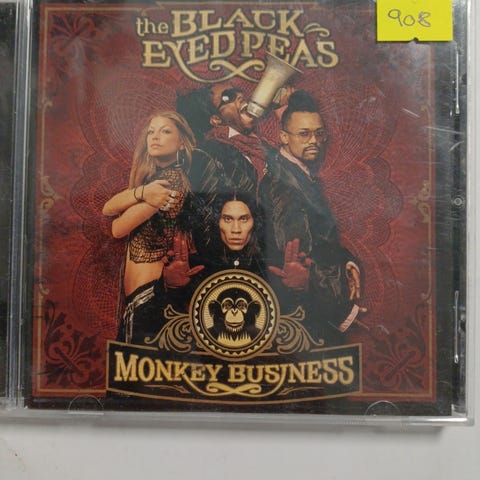 the BLACK
EYED PEAS
908
MONKEY BUSINESS